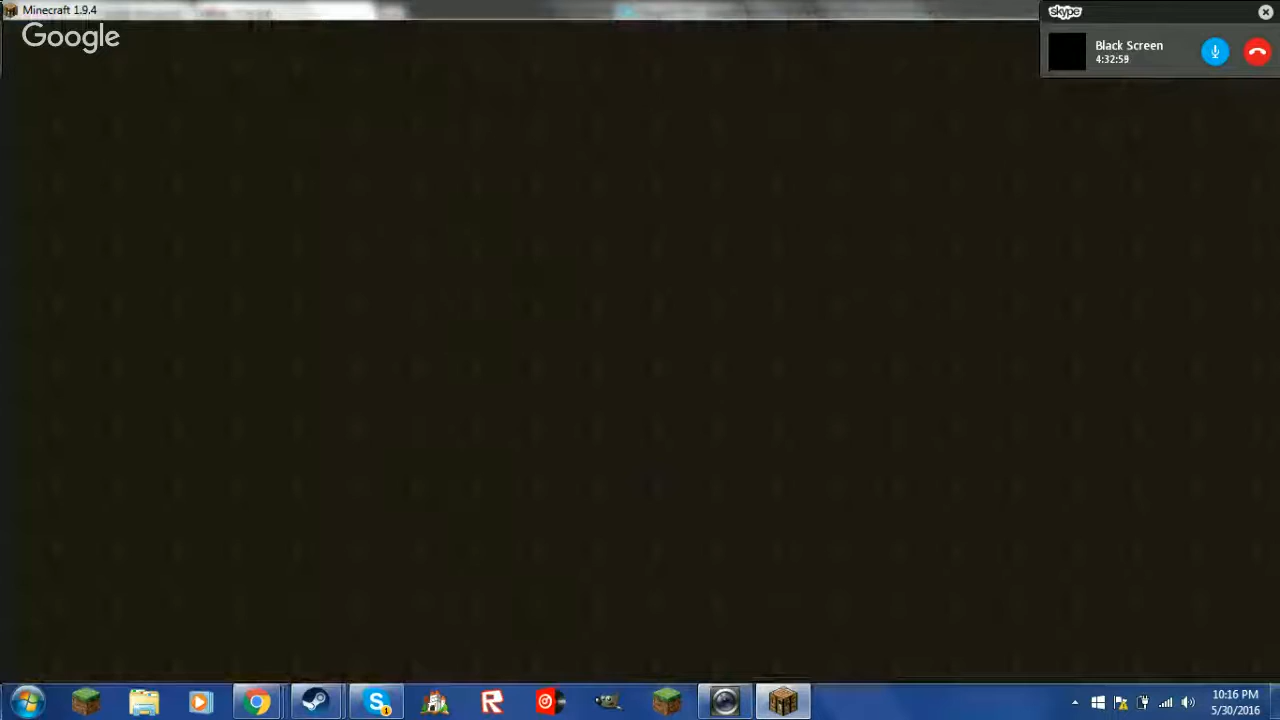 Minecraft 1.9.4
Google
skype
Black Screen
4:32:59
10:16 PM
5/30/2016